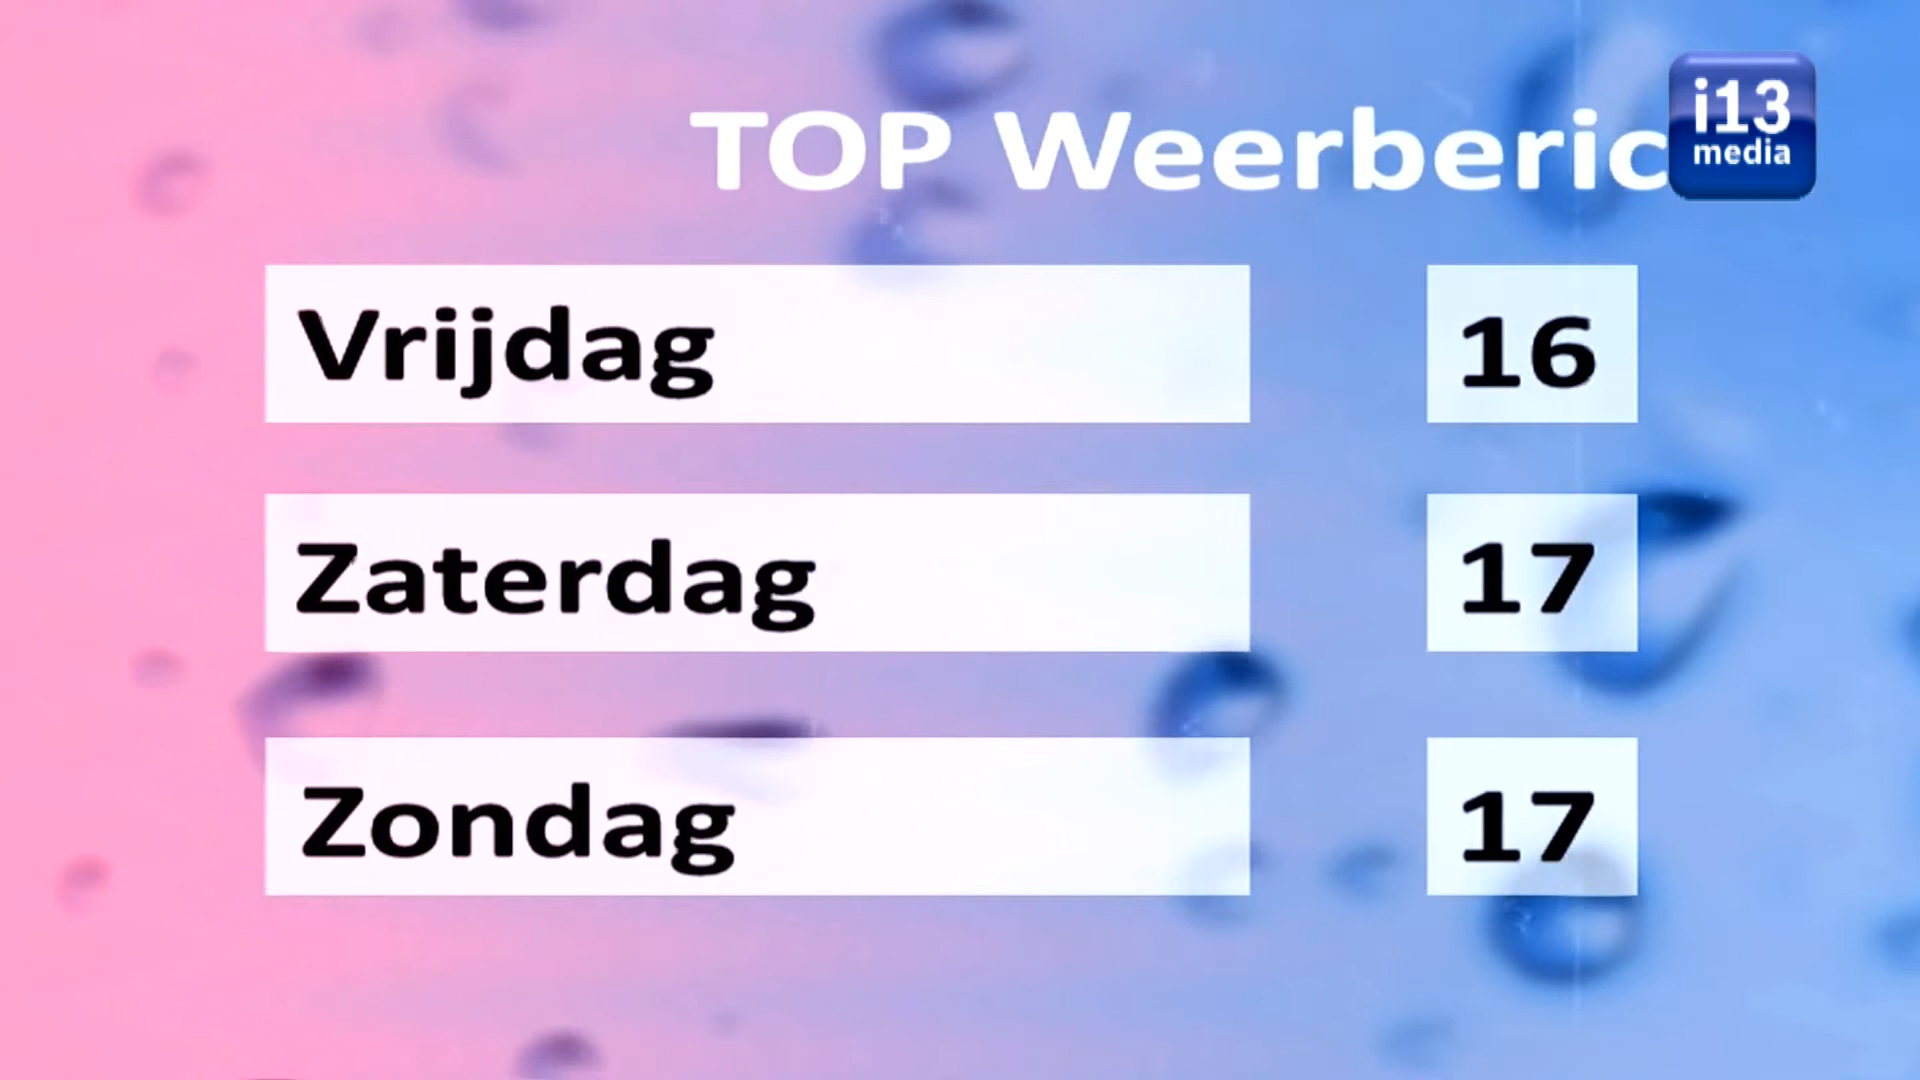 TOP Weerberic
i13
media
Vrijdag 16
Zaterdag 17
Zondag 17